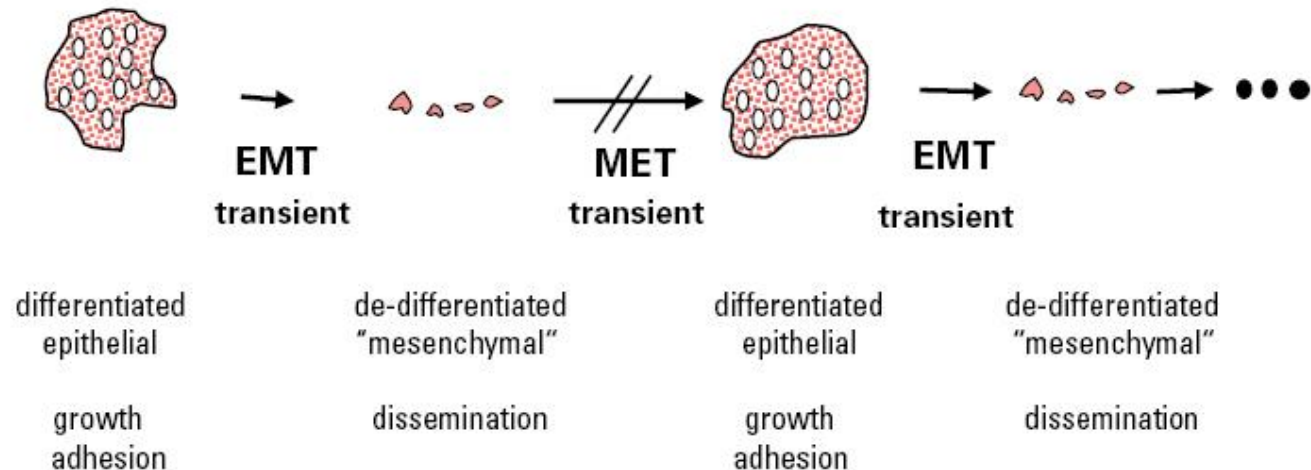 EMT
transient
MET
transient
EMT
transient
differentiated
epithelial
de-differentiated
“mesenchymal“
differentiated
epithelial
de-differentiated
“mesenchymal“
growth
adhesion
dissemination
growth
adhesion
dissemination